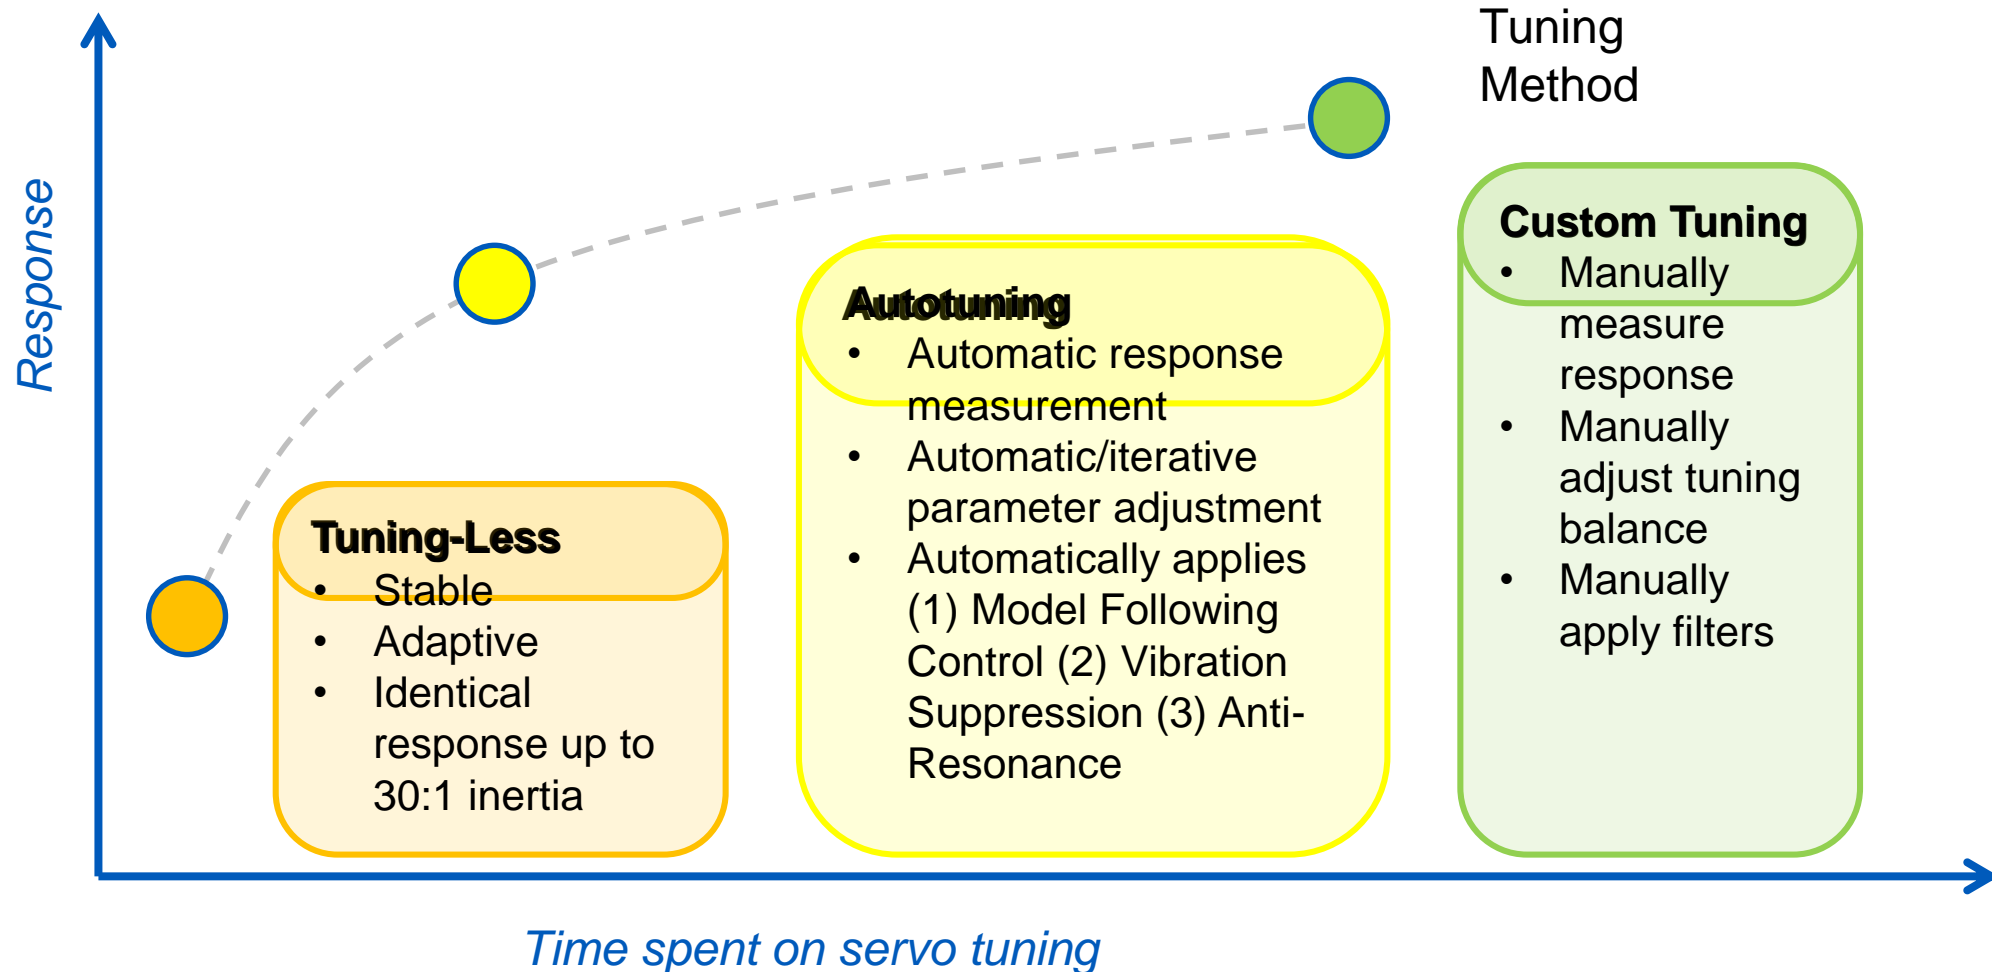 Tuning
Method
Response
Custom Tuning
• Manually
measure
response
• Manually
adjust tuning
balance
• Manually
apply filters
Autotuning
• Automatic response
measurement
• Automatic/iterative
parameter adjustment
• Automatically applies
(1) Model Following
Control (2) Vibration
Suppression (3) Anti-
Resonance
Tuning-Less
• Stable
• Adaptive
• Identical
response up to
30:1 inertia
Time spent on servo tuning